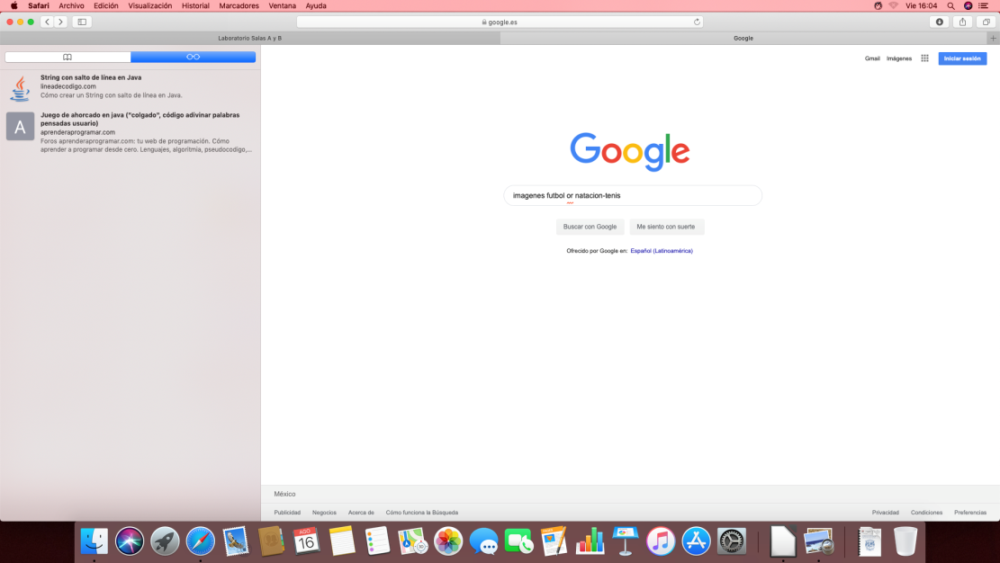 Safari Archivo Edición Visualización Historial Marcadores Ventana Ayuda Vie 16:04
google.es
Laboratorio Salas A y B Google
String con salto de línea en Java
lineadecodigo.com
Cómo crear un String con salto de línea en Java.
A
Juego de ahorcado en java ("colgado", código adivinar palabras
pensadas usuario)
aprenderaprogramar.com
Foros aprenderaprogramar.com: tu web de programación. Cómo
aprender a programar desde cero. Lenguajes, algoritmia, pseudocodigo,...
Gmail Imágenes Iniciar sesión
Google
imagenes futbol or natacion-tenis
Buscar con Google Me siento con suerte
Ofrecido por Google en: Español (Latinoamérica)
México
Publicidad Negocios Acerca de Cómo funciona la Búsqueda Privacidad Condiciones Preferencias
AGO
16